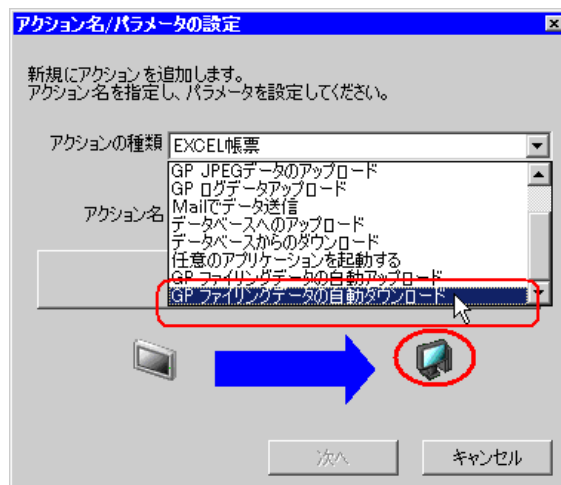 アクション名/パラメータの設定
新規にアクションを追加します。
アクション名を指定し、パラメータを設定してください。
アクションの種類 EXCEL帳票
GP JPEGデータのアップロード
GP ログデータアップロード
Mailでデータ送信
アクション名
データベースへのアップロード
データベースからのダウンロード
任意のアプリケーションを起動する
GP ファイリングデータの自動アップロード
GP ファイリングデータの自動ダウンロード
次へ キャンセル